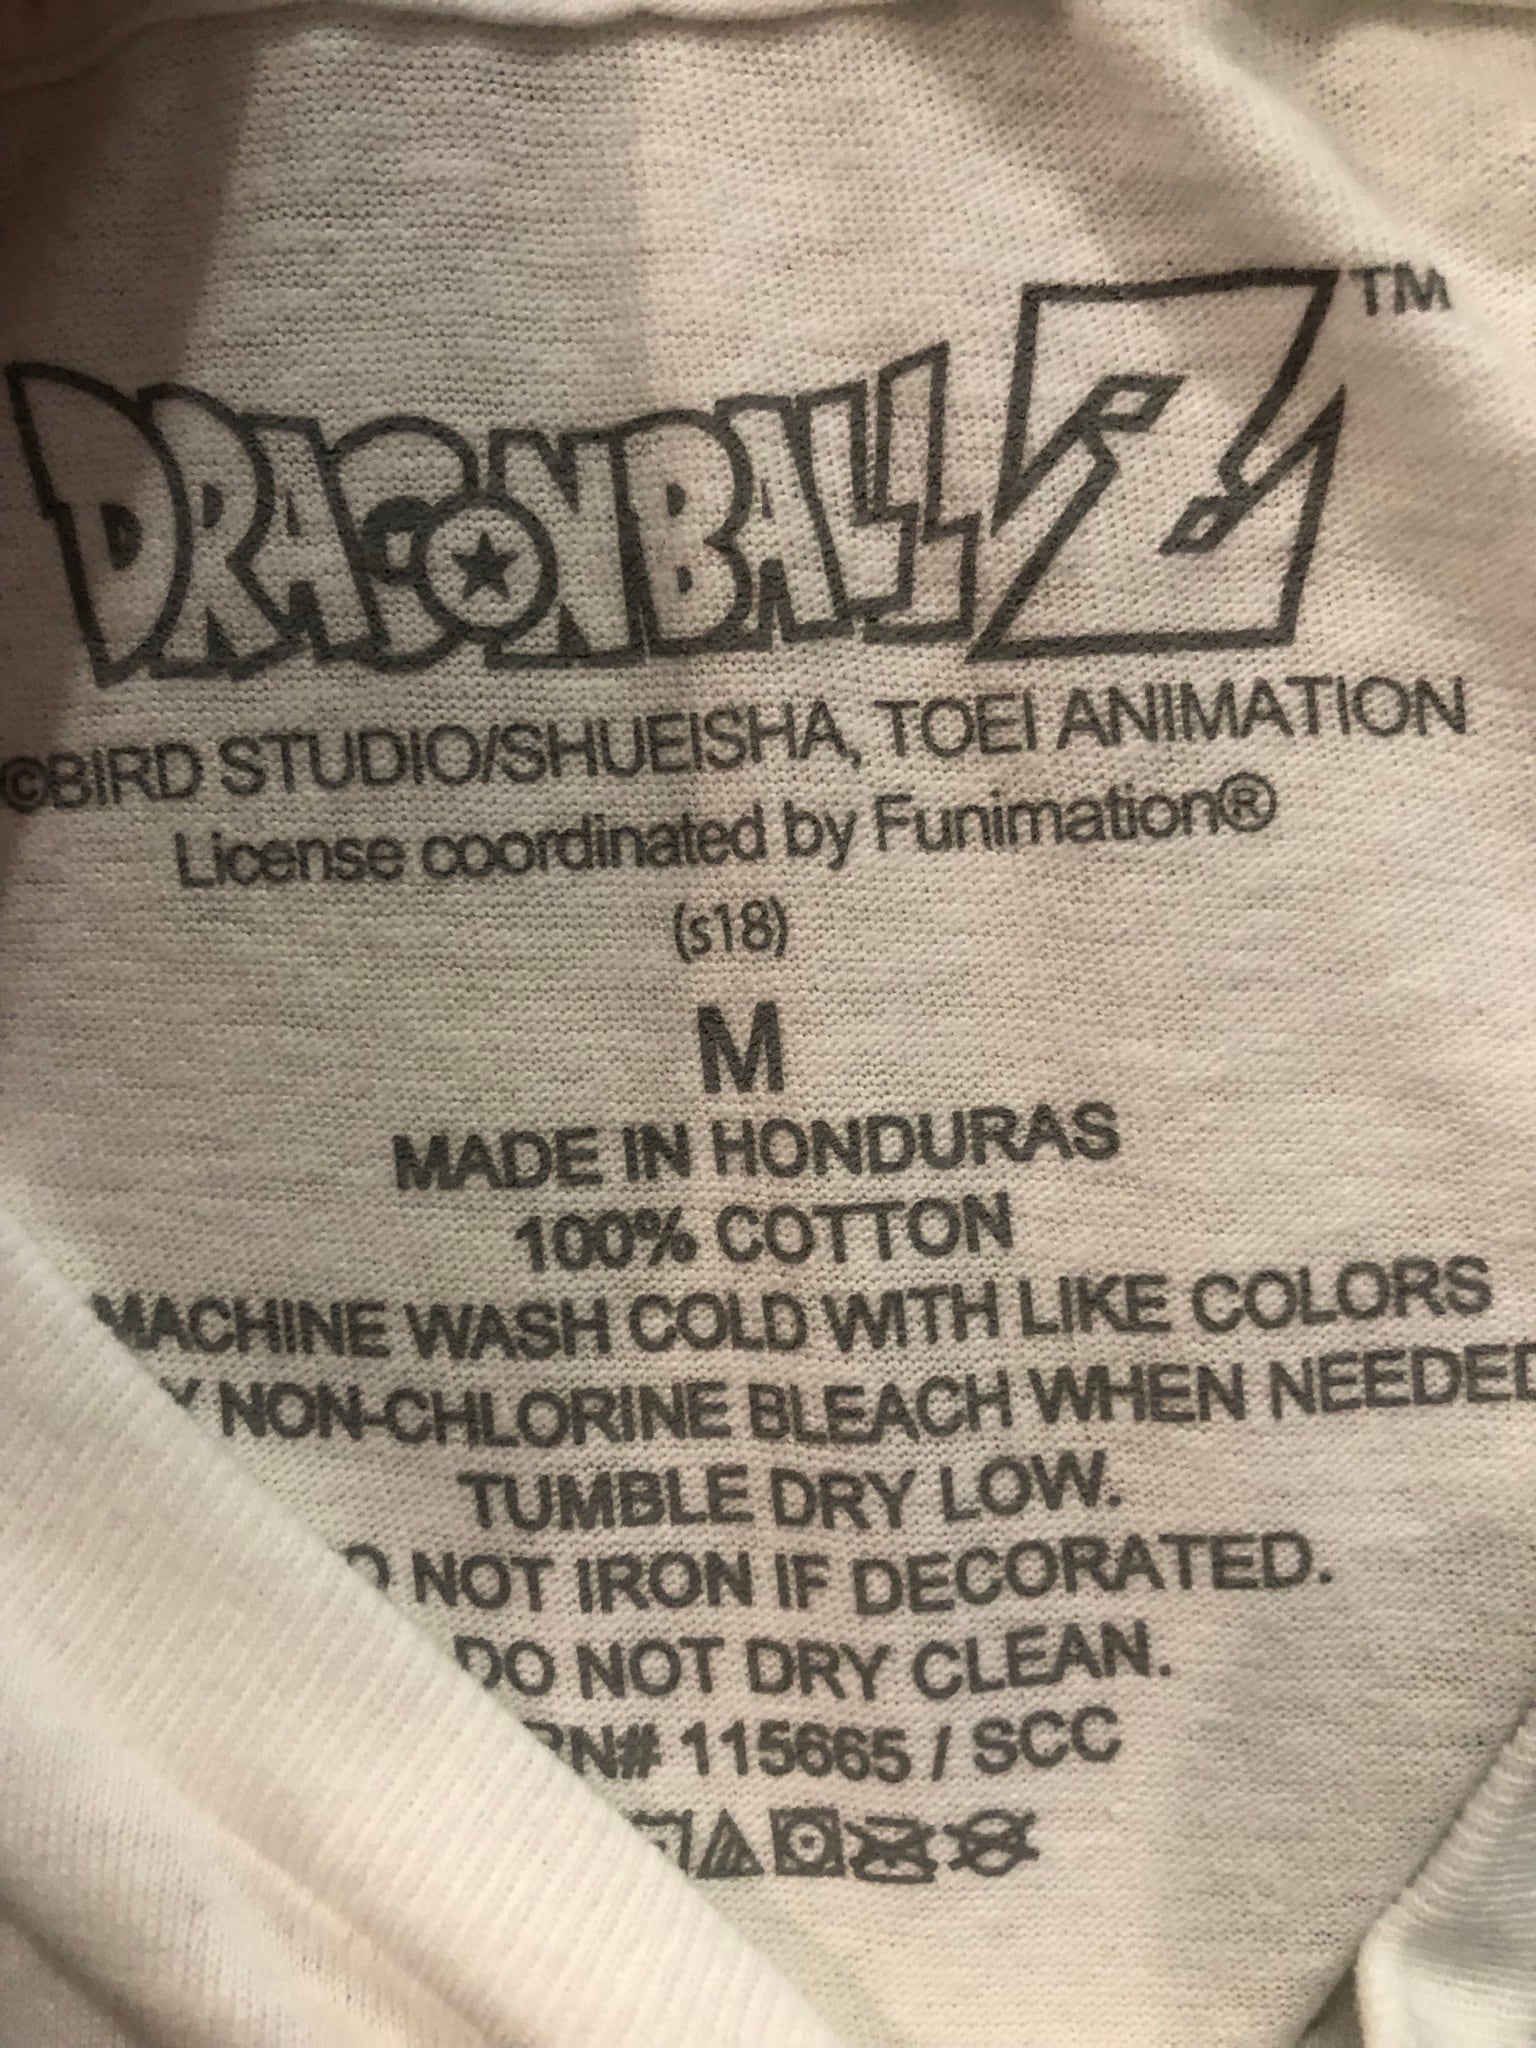 DRAGONBALL Z™
©BIRD STUDIO/SHUEISHA, TOEI ANIMATION
License coordinated by Funimation®
(s18)
M
MADE IN HONDURAS
100% COTTON
MACHINE WASH COLD WITH LIKE COLORS
NON-CHLORINE BLEACH WHEN NEEDED
TUMBLE DRY LOW.
NOT IRON IF DECORATED.
DO NOT DRY CLEAN.
RN# 115665 / SCC